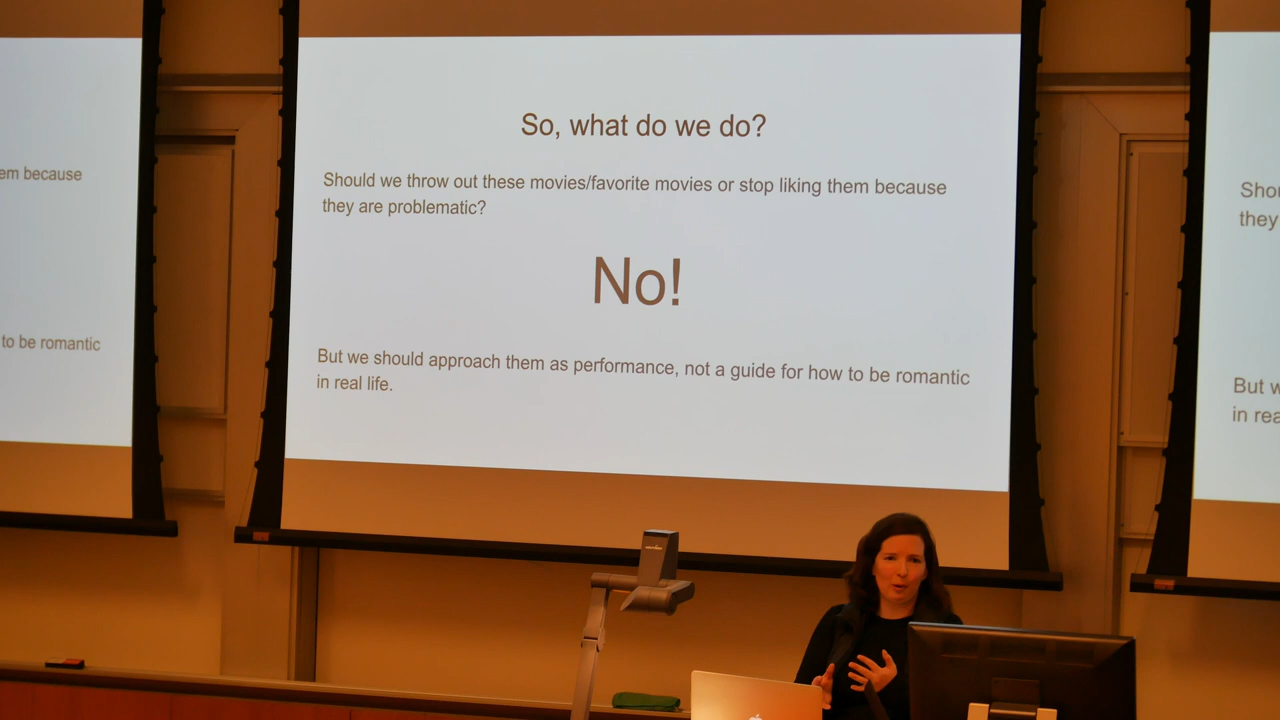 So, what do we do?
Should we throw out these movies/favorite movies or stop liking them because
they are problematic?
No!
But we should approach them as performance, not a guide for how to be romantic
in real life.
em because
to be romantic
Shou
they
But w
in rea